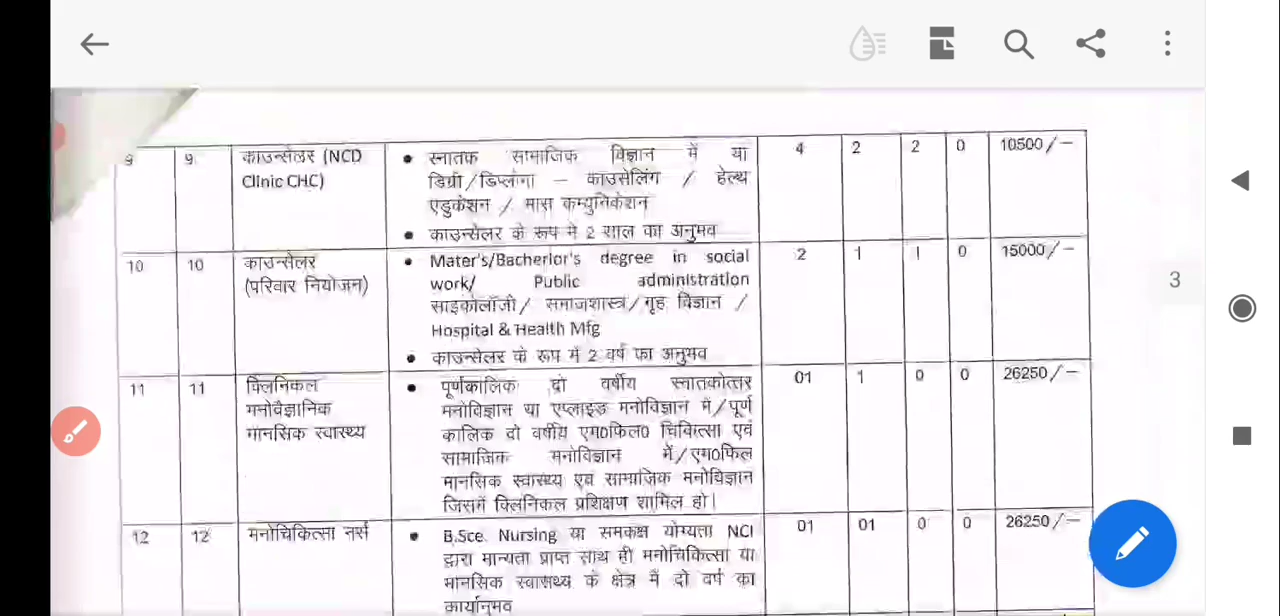 9 9 काउन्सेलर (NCD Clinic CHC) • स्नातक सामाजिक विज्ञान में या 4 2 2 0 10500/-
डिग्री/डिप्लोमा – काउसेलिंग / हेल्थ
एडुकेशन / मास कम्युनिकेशन
• काउन्सेलर के रूप में 2 साल का अनुभव
10 10 काउन्सेलर (परिवार नियोजन) • Mater's/Bacherlor's degree in social 2 1 1 0 15000/-
work/ Public administration
साइकोलॉजी/ समाजशास्त्र/गृह विज्ञान /
Hospital & Health Mfg
• काउन्सेलर के रूप में 2 वर्ष का अनुभव
3
11 11 क्लिनिकल मनोवैज्ञानिक मानसिक स्वास्थ्य • पूर्णकालिक दो वर्षीय स्नातकोत्तर 01 1 0 0 26250/-
मनोविज्ञान या एप्लाइड मनोविज्ञान में/पूर्ण
कालिक दो वर्षीय एम0फिल0 चिकित्सा एवं
सामाजिक मनोविज्ञान में/एम0फिल
मानसिक स्वास्थ्य एवं सामाजिक मनोविज्ञान
जिसमें क्लिनिकल प्रशिक्षण शामिल हो।
12 12 मनोचिकित्सा नर्स • B.Sce. Nursing या समकक्ष योग्यता NCI 01 01 0 0 26250/-
द्वारा मान्यता प्राप्त साथ ही मनोचिकित्सा या
मानसिक स्वास्थ्य के क्षेत्र में दो वर्ष का
कार्यानुभव